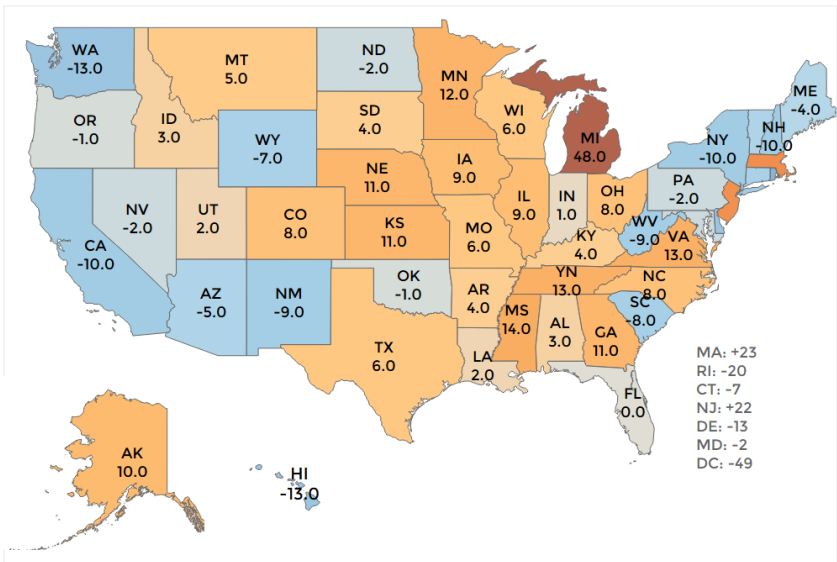 WA
-13.0
MT
5.0
ND
-2.0
MN
12.0
ME
-4.0
OR
-1.0
ID
3.0
SD
4.0
WI
6.0
MI
48.0
NY
-10.0
NH
-10.0
WY
-7.0
NE
11.0
IA
9.0
PA
-2.0
NV
-2.0
UT
2.0
CO
8.0
KS
11.0
MO
6.0
IL
9.0
IN
1.0
OH
8.0
WV
-9.0
VA
13.0
KY
4.0
CA
-10.0
AZ
-5.0
NM
-9.0
OK
-1.0
AR
4.0
YN
13.0
NC
8.0
SC
-8.0
MS
14.0
AL
3.0
GA
11.0
TX
6.0
LA
2.0
FL
0.0
MA: +23
RI: -20
CT: -7
NJ: +22
DE: -13
MD: -2
DC: -49
AK
10.0
HI
-13.0